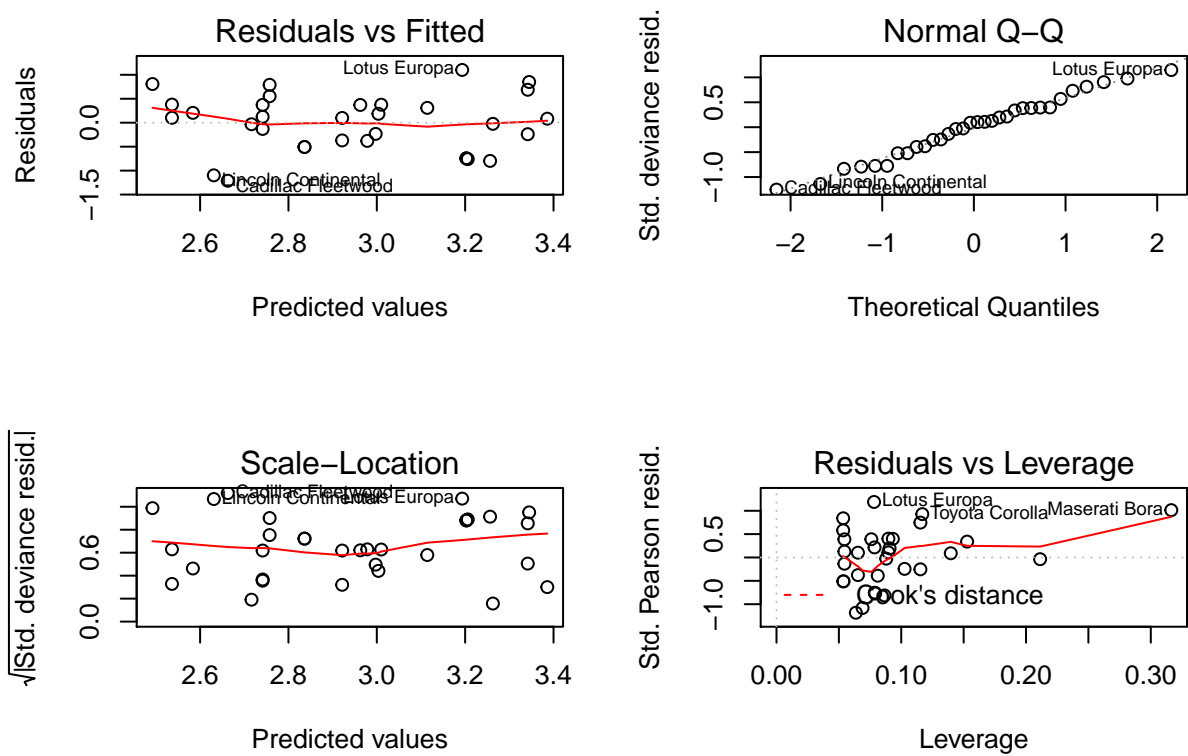 Residuals vs Fitted
Residuals
0.0
−1.5
Lotus Europa
Lincoln Continental
Cadillac Fleetwood
2.6 2.8 3.0 3.2 3.4
Predicted values
Normal Q−Q
Std. deviance resid.
0.5
−1.0
Lotus Europa
Lincoln Continental
Cadillac Fleetwood
−2 −1 0 1 2
Theoretical Quantiles
Scale−Location
√|Std. deviance resid.|
0.6
0.0
Cadillac Fleetwood
Lincoln Continental
Lotus Europa
2.6 2.8 3.0 3.2 3.4
Predicted values
Residuals vs Leverage
Std. Pearson resid.
0.5
−1.0
Lotus Europa
Toyota Corolla
Maserati Bora
Cook's distance
0.00 0.10 0.20 0.30
Leverage